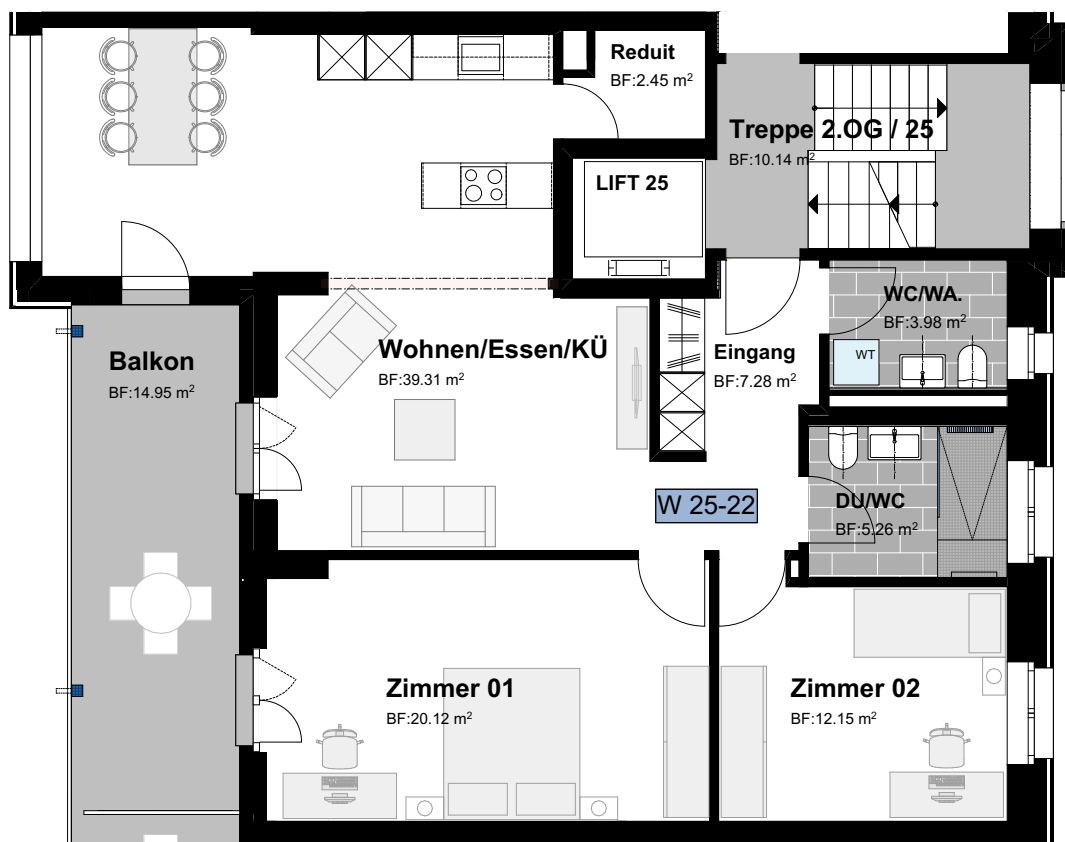 Reduit
BF:2.45 m²
Treppe 2.OG / 25
BF:10.14 m²
LIFT 25
WC/WA.
BF:3.98 m²
WT
Balkon
BF:14.95 m²
Wohnen/Essen/KÜ
BF:39.31 m²
Eingang
BF:7.28 m²
W 25-22
DU/WC
BF:5.26 m²
Zimmer 01
BF:20.12 m²
Zimmer 02
BF:12.15 m²